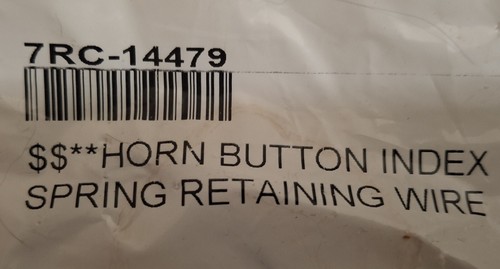 7RC-14479
$$**HORN BUTTON INDEX
SPRING RETAINING WIRE